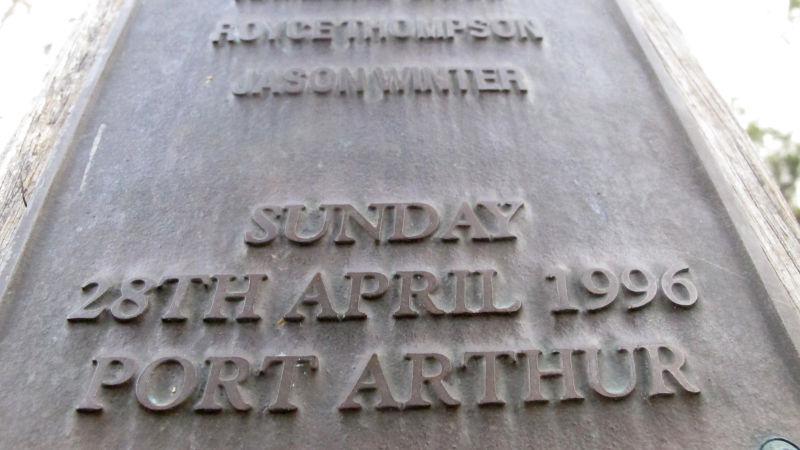 ROYCE THOMPSON
JASON WINTER
SUNDAY
28TH APRIL 1996
PORT ARTHUR